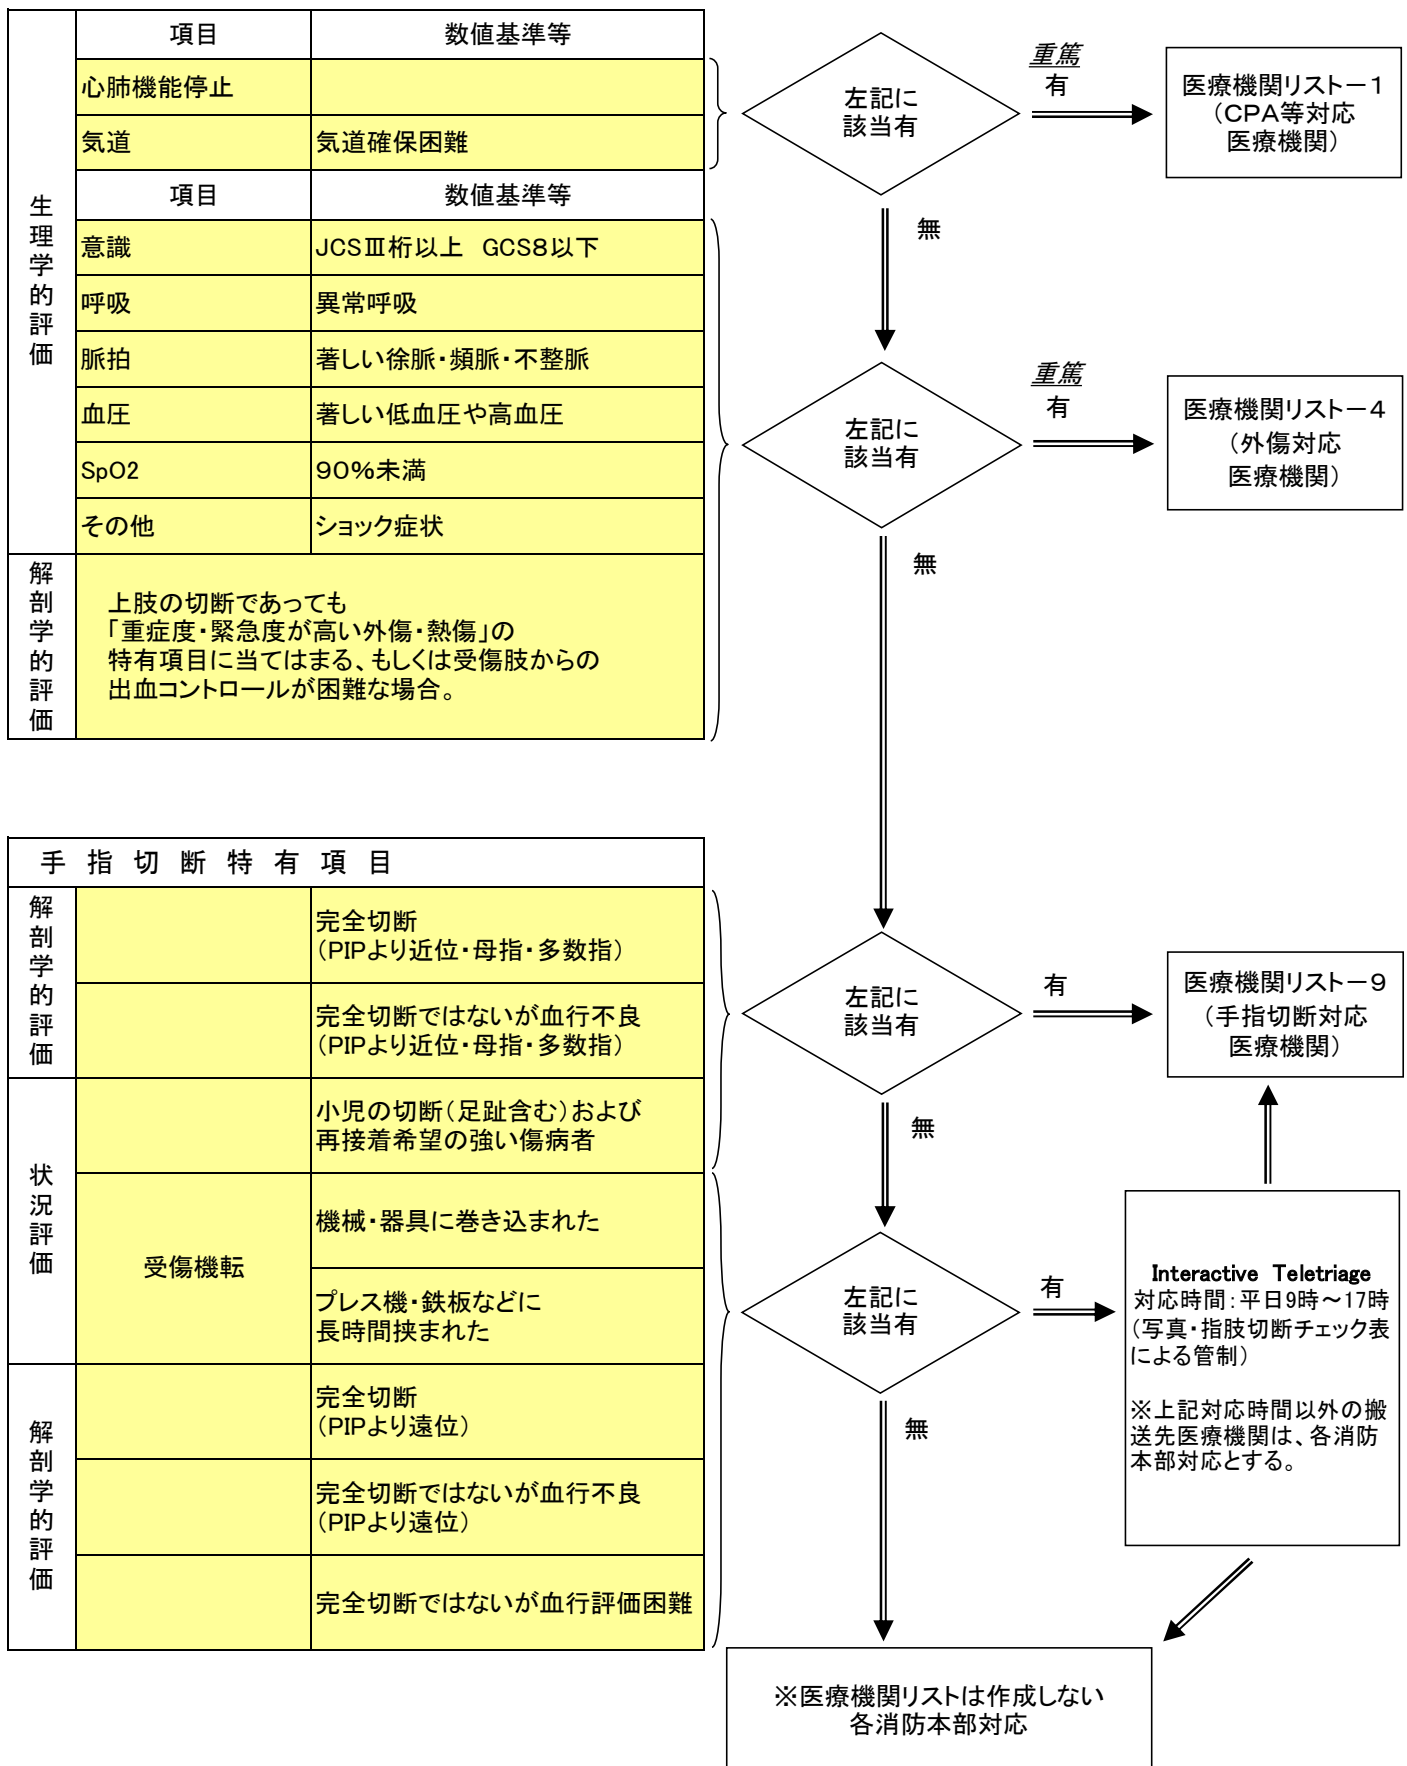 項目 数値基準等
心肺機能停止
気道 気道確保困難
項目 数値基準等
生理学的評価
意識 JCSⅢ桁以上 GCS8以下
呼吸 異常呼吸
脈拍 著しい徐脈・頻脈・不整脈
血圧 著しい低血圧や高血圧
SpO2 90%未満
その他 ショック症状
解剖学的評価
上肢の切断であっても
「重症度・緊急度が高い外傷・熱傷」の
特有項目に当てはまる、もしくは受傷肢からの
出血コントロールが困難な場合。
左記に
該当有
重篤
有
医療機関リスト－１
（CPA等対応
医療機関）
無
左記に
該当有
重篤
有
医療機関リスト－４
（外傷対応
医療機関）
無
手指切断特有項目
解剖学的評価
完全切断
（PIPより近位・母指・多数指）
完全切断ではないが血行不良
（PIPより近位・母指・多数指）
状況評価
小児の切断（足趾含む）および
再接着希望の強い傷病者
受傷機転
機械・器具に巻き込まれた
プレス機・鉄板などに
長時間挟まれた
解剖学的評価
完全切断
（PIPより遠位）
完全切断ではないが血行不良
（PIPより遠位）
完全切断ではないが血行評価困難
左記に
該当有
有
医療機関リスト－９
（手指切断対応
医療機関）
無
左記に
該当有
有
Interactive Teletriage
対応時間：平日9時～17時
（写真・指肢切断チェック表
による管制）
※上記対応時間以外の搬
送先医療機関は、各消防
本部対応とする。
無
※医療機関リストは作成しない
各消防本部対応